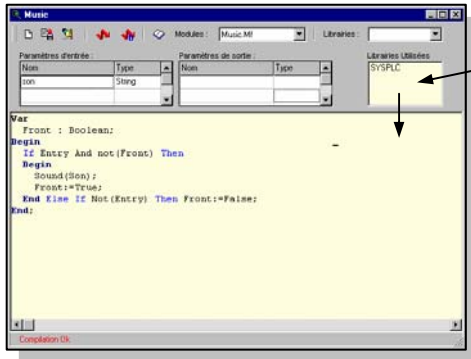 Music
Modules : Music.M! Librairies :
Paramètres d'entrée : Paramètres de sortie : Librairies Utilisées
Nom Type Nom Type SYSPLC
son String
Var
Front : Boolean;
Begin
If Entry And not(Front) Then
Begin
Sound(Son);
Front:=True;
End Else If Not(Entry) Then Front:=False;
End;
Compilation Ok